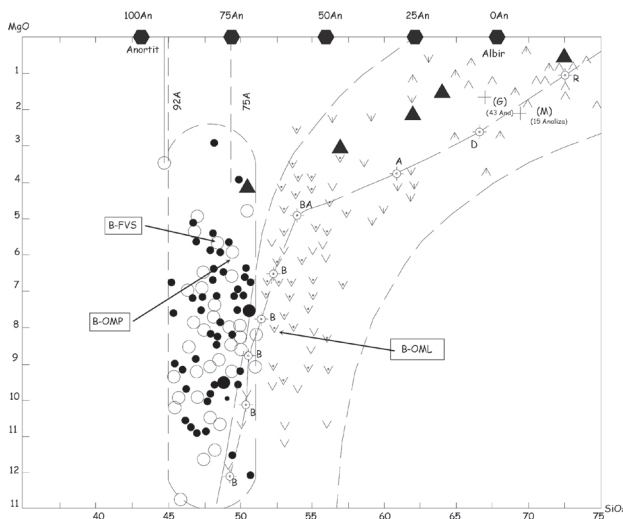 100An 75An 50An 25An 0An
MgO
Anortit
Albir
92A
75A
1
2
3
4
5
6
7
8
9
10
11
12
11
R
(G)
(43 Ana)
(M)
(15 Analiza)
D
A
BA
B
B
B
B
B
B-FVS
B-OMP
B-OML
40 45 50 55 60 65 70 75